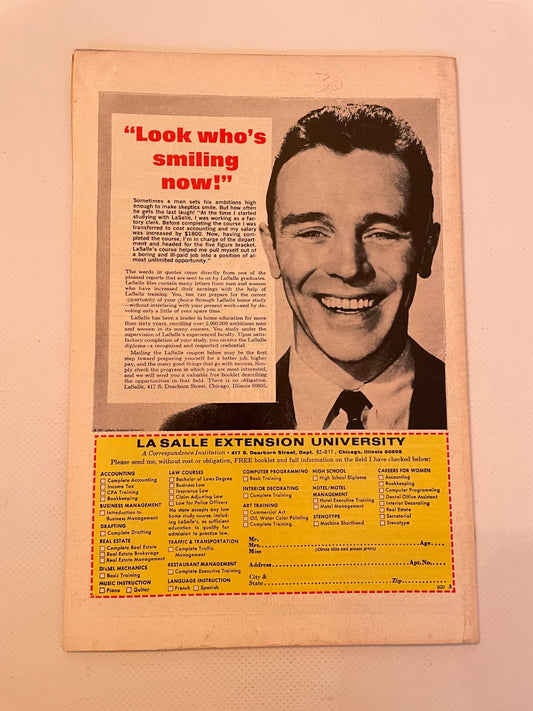 30
“Look who's
smiling
now!”
Sometimes a man sets his ambitions high
enough to make skeptics smile. But how often
he gets the last laugh! “At the time I started
studying with LaSalle, I was working as a fac-
tory clerk. Before completing the course I was
transferred to cost accounting and my salary
was increased by $1800. Now, having com-
pleted the course, I'm in charge of the depart-
ment and headed for the five figure bracket.
LaSalle's course helped me pull myself out of
a boring and ill-paid job into a position of al-
most unlimited opportunity.”
The words in quotes come directly from one of the
pleased reports that are sent to us by LaSalle graduates.
LaSalle files contain many letters from men and women
who have increased their earnings with the help of
LaSalle training. You, too, can prepare for the career
opportunity of your choice through LaSalle home study
—without interfering with your present work—and by de-
voting only a little of your spare time.
LaSalle has been a leader in home education for more
than sixty years, enrolling over 2,000,000 ambitious men
and women in its many courses. You study under the
supervision of LaSalle's experienced faculty. Upon satis-
factory completion of your study, you receive the LaSalle
diploma—a recognized and respected credential.
Mailing the LaSalle coupon below may be the first
step toward preparing yourself for a better job, higher
pay, and the many good things that go with success. Sim-
ply check the program in which you are most interested,
and we will send you a valuable free booklet describing
the opportunities in that field. There is no obligation.
LaSalle, 417 S. Dearborn Street, Chicago, Illinois 60605.
LA SALLE EXTENSION UNIVERSITY
A Correspondence Institution • 417 S. Dearborn Street, Dept. 82-011, Chicago, Illinois 60605
Please send me, without cost or obligation, FREE booklet and full information on the field I have checked below:
ACCOUNTING
Complete Accounting
Income Tax
CPA Training
Bookkeeping
BUSINESS MANAGEMENT
Introduction to
Business Management
DRAFTING
Complete Drafting
REAL ESTATE
Complete Real Estate
Real Estate Brokerage
Real Estate Management
DIESEL MECHANICS
Basic Training
MUSIC INSTRUCTION
Piano Guitar
LAW COURSES
Bachelor of Laws Degree
Business Law
Insurance Law
Claim Adjusting Law
Law for Police Officers
No state accepts any law
home study course, includ-
ing LaSalle's, as sufficient
education to qualify for
admission to practice law.
TRAFFIC & TRANSPORTATION
Complete Traffic
Management
RESTAURANT MANAGEMENT
Complete Executive Training
LANGUAGE INSTRUCTION
French Spanish
COMPUTER PROGRAMMING
Basic Training
INTERIOR DECORATING
Complete Training
ART TRAINING
Commercial Art
Oil, Water Color Painting
Complete Training
HIGH SCHOOL
High School Diploma
HOTEL/MOTEL
MANAGEMENT
Hotel Executive Training
Motel Management
STENOTYPE
Machine Shorthand
CAREERS FOR WOMEN
Accounting
Bookkeeping
Computer Programming
Dental Office Assistant
Interior Decorating
Real Estate
Secretarial
Stenotype
Mr.
Mrs. Age
Miss (Circle title and please print)
Address Apt. No.
City &
State Zip